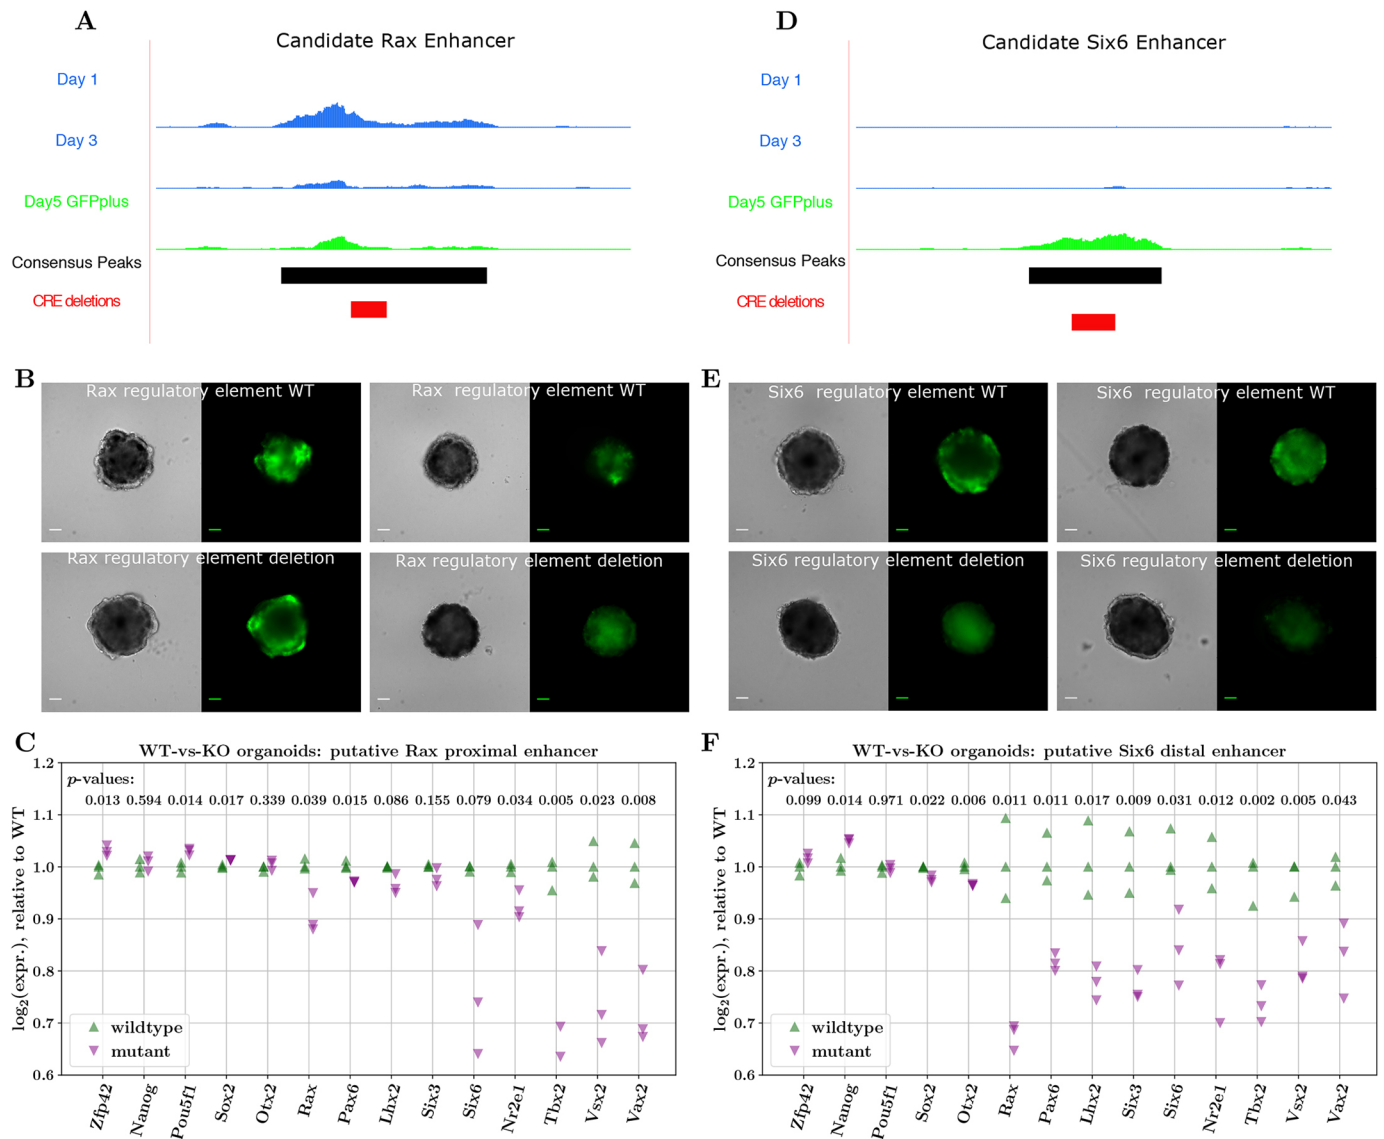 A
Candidate Rax Enhancer
Day 1
Day 3
Day5 GFPplus
Consensus Peaks
CRE deletions
D
Candidate Six6 Enhancer
Day 1
Day 3
Day5 GFPplus
Consensus Peaks
CRE deletions
B
Rax regulatory element WT
Rax regulatory element WT
Rax regulatory element deletion
Rax regulatory element deletion
E
Six6 regulatory element WT
Six6 regulatory element WT
Six6 regulatory element deletion
Six6 regulatory element deletion
C
WT-vs-KO organoids: putative Rax proximal enhancer
p-values:
0.013 0.594 0.014 0.017 0.339 0.039 0.015 0.086 0.155 0.079 0.034 0.005 0.023 0.008
log2(expr.), relative to WT
1.2
1.1
1.0
0.9
0.8
0.7
0.6
wildtype
mutant
Zfp42 Nanog Pou5f1 Sox2 Otx2 Rax Pax6 Lhx2 Six3 Six6 Nr2e1 Tbx2 Vsx2 Vax2
F
WT-vs-KO organoids: putative Six6 distal enhancer
p-values:
0.099 0.014 0.971 0.022 0.006 0.011 0.011 0.017 0.009 0.031 0.012 0.002 0.005 0.043
log2(expr.), relative to WT
1.2
1.1
1.0
0.9
0.8
0.7
0.6
wildtype
mutant
Zfp42 Nanog Pou5f1 Sox2 Otx2 Rax Pax6 Lhx2 Six3 Six6 Nr2e1 Tbx2 Vsx2 Vax2